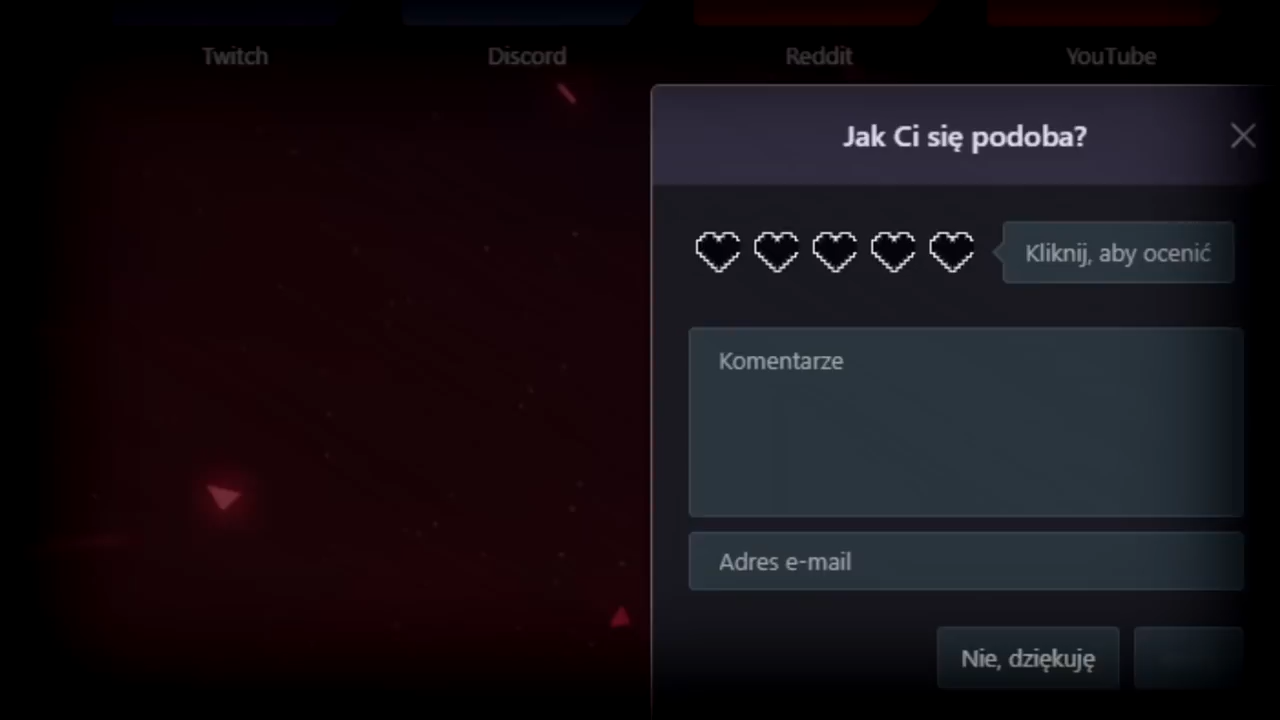 Twitch Discord Reddit YouTube
Jak Ci się podoba?
Kliknij, aby ocenić
Komentarze
Adres e-mail
Nie, dziękuję